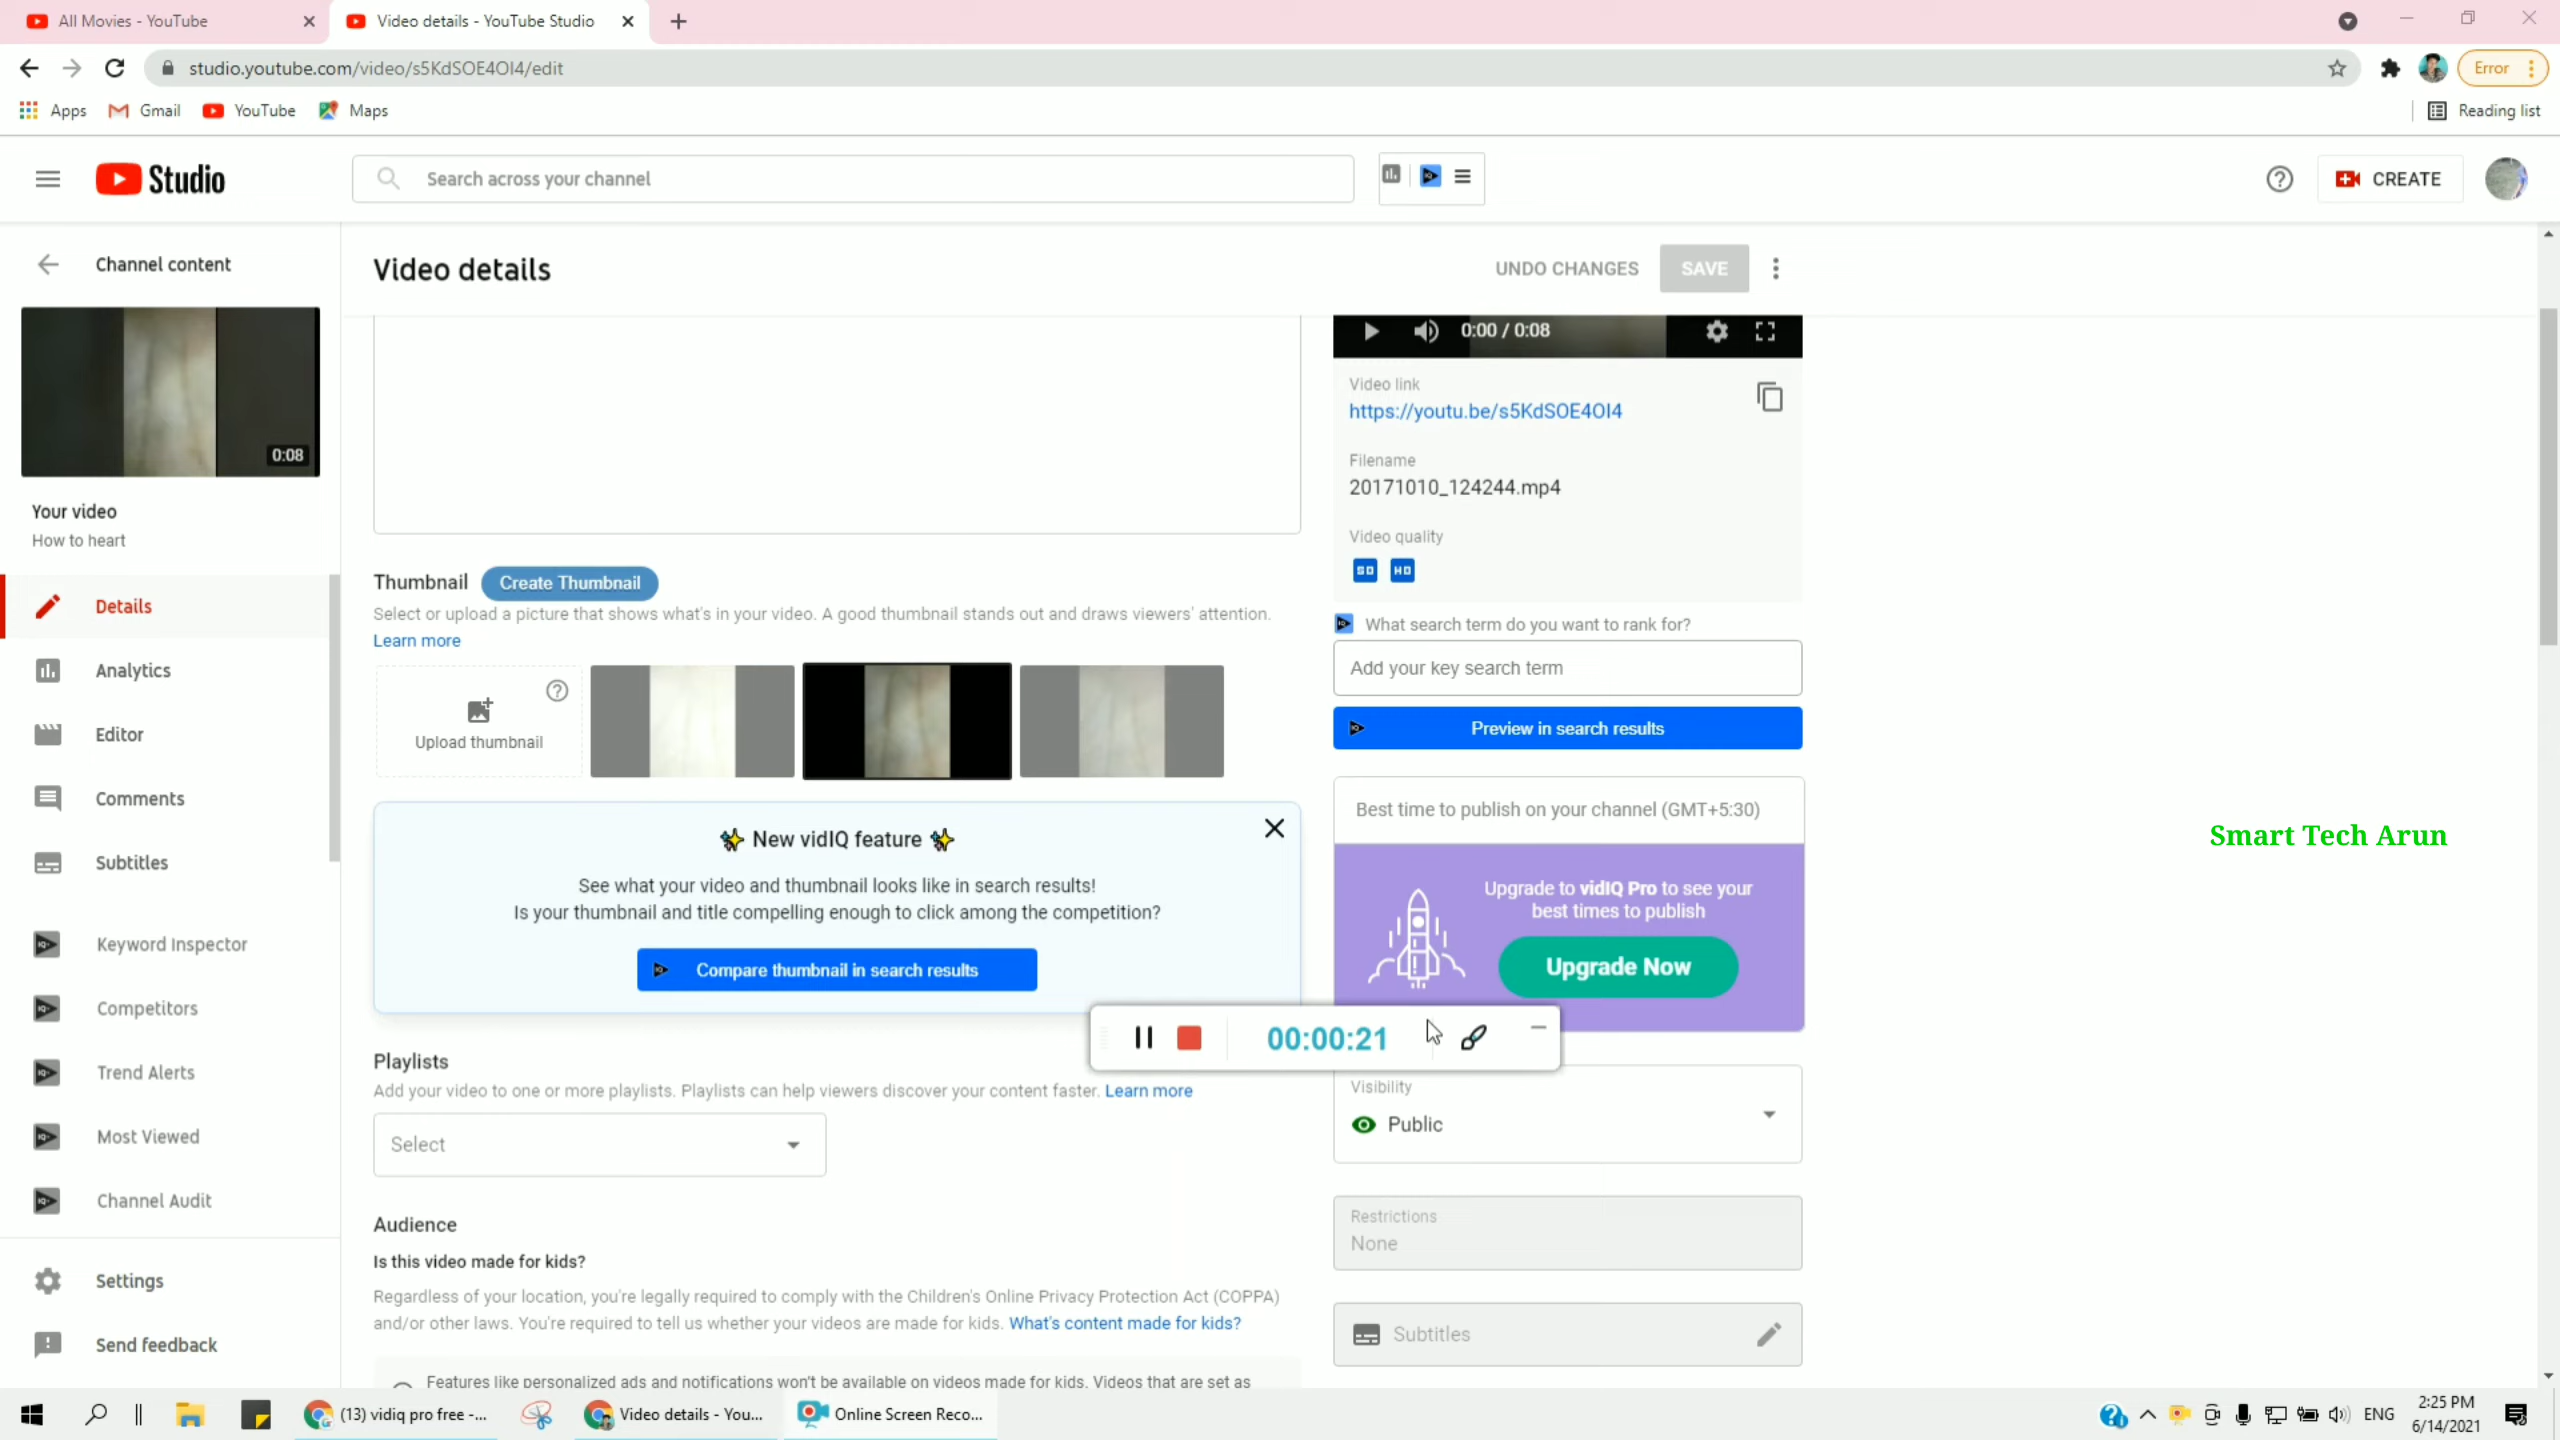 All Movies - YouTube
Video details - YouTube Studio
studio.youtube.com/video/s5KdSOE4OI4/edit
Error
Apps
Gmail
YouTube
Maps
Reading list
Studio
Search across your channel
CREATE
Channel content
0:08
Your video
How to heart
Details
Analytics
Editor
Comments
Subtitles
Keyword Inspector
Competitors
Trend Alerts
Most Viewed
Channel Audit
Settings
Send feedback
Video details
UNDO CHANGES
SAVE
Thumbnail
Create Thumbnail
Select or upload a picture that shows what's in your video. A good thumbnail stands out and draws viewers' attention.
Learn more
Upload thumbnail
New vidIQ feature
See what your video and thumbnail looks like in search results!
Is your thumbnail and title compelling enough to click among the competition?
Compare thumbnail in search results
Playlists
Add your video to one or more playlists. Playlists can help viewers discover your content faster. Learn more
Select
Audience
Is this video made for kids?
Regardless of your location, you're legally required to comply with the Children's Online Privacy Protection Act (COPPA)
and/or other laws. You're required to tell us whether your videos are made for kids. What's content made for kids?
Features like personalized ads and notifications won't be available on videos made for kids. Videos that are set as
0:00 / 0:08
Video link
https://youtu.be/s5KdSOE4OI4
Filename
20171010_124244.mp4
Video quality
SD HD
What search term do you want to rank for?
Add your key search term
Preview in search results
Best time to publish on your channel (GMT+5:30)
Upgrade to vidIQ Pro to see your
best times to publish
Upgrade Now
00:00:21
Visibility
Public
Restrictions
None
Subtitles
Smart Tech Arun
(13) vidiq pro free -...
Video details - You...
Online Screen Reco...
ENG
2:25 PM
6/14/2021